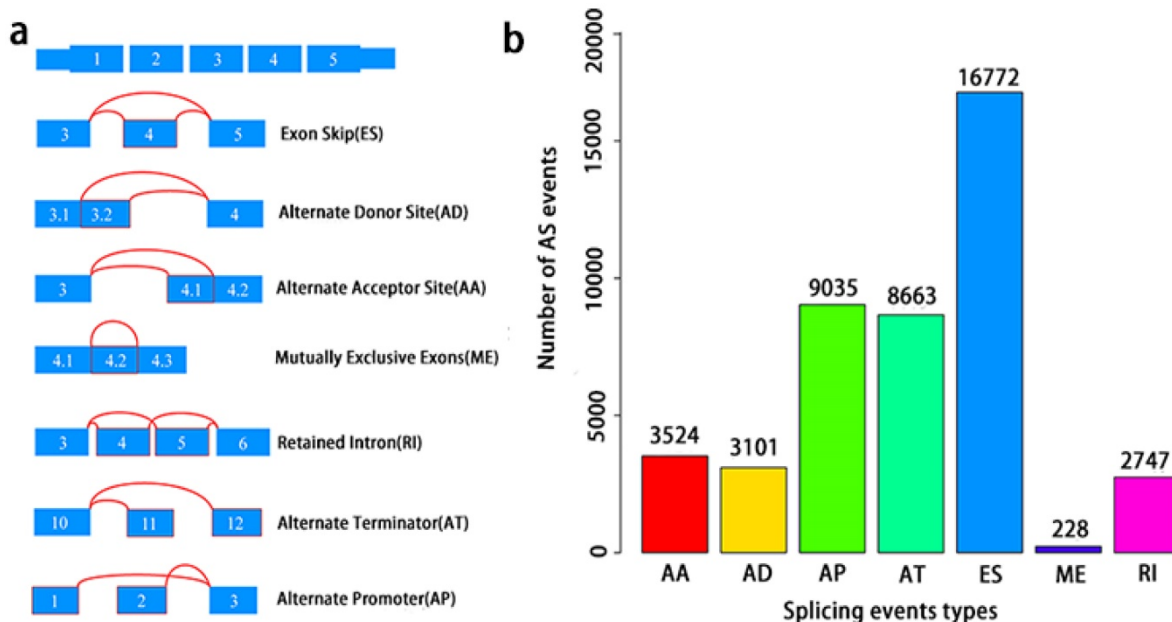 a
1 2 3 4 5
3 4 5 Exon Skip(ES)
3.1 3.2 4 Alternate Donor Site(AD)
3 4.1 4.2 Alternate Acceptor Site(AA)
4.1 4.2 4.3 Mutually Exclusive Exons(ME)
3 4 5 6 Retained Intron(RI)
10 11 12 Alternate Terminator(AT)
1 2 3 Alternate Promoter(AP)
b
Number of AS events
20000
15000
10000
5000
0
3524
3101
9035
8663
16772
228
2747
AA AD AP AT ES ME RI
Splicing events types